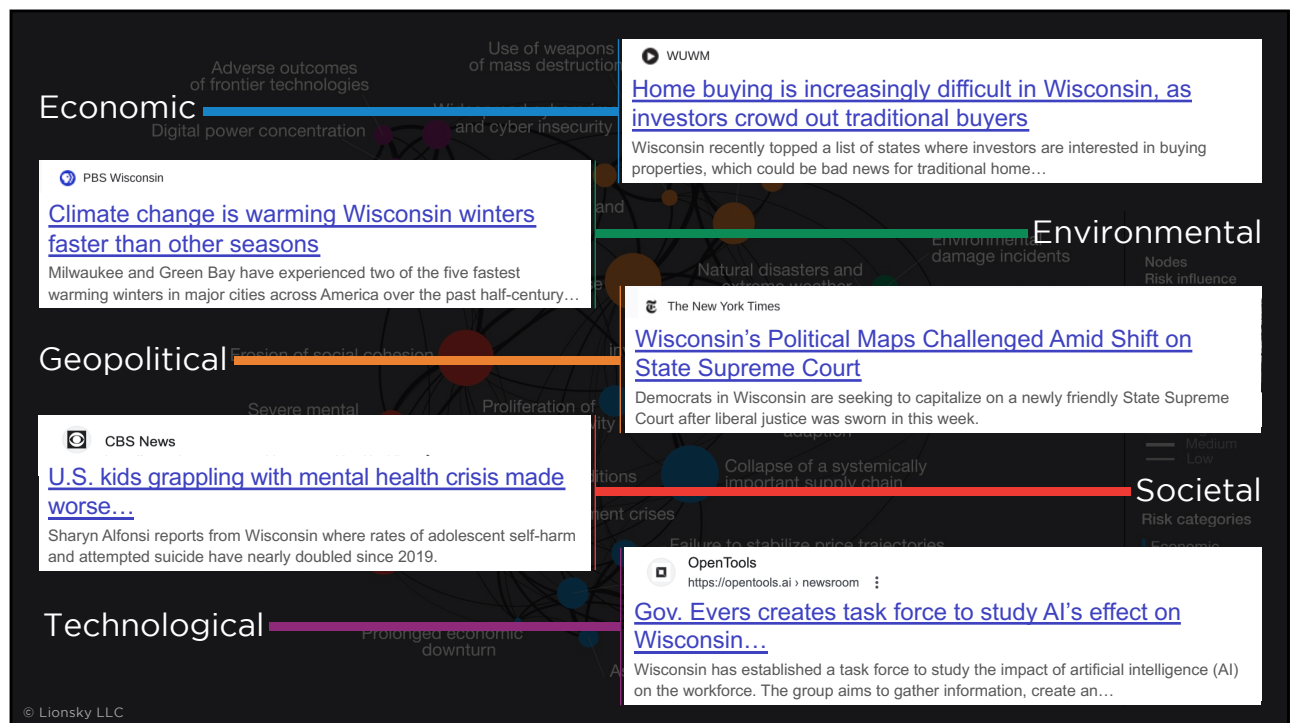 Use of weapons
of mass destruction
Adverse outcomes
of frontier technologies
Economic
and cyber insecurity
Digital power concentration
WUWM
Home buying is increasingly difficult in Wisconsin, as
investors crowd out traditional buyers
Wisconsin recently topped a list of states where investors are interested in buying
properties, which could be bad news for traditional home…
PBS Wisconsin
Climate change is warming Wisconsin winters
faster than other seasons
Milwaukee and Green Bay have experienced two of the five fastest
warming winters in major cities across America over the past half-century…
and
Environmental
Environmental
damage incidents
Natural disasters and
extreme weather
Nodes
Risk influence
The New York Times
Wisconsin's Political Maps Challenged Amid Shift on
State Supreme Court
Democrats in Wisconsin are seeking to capitalize on a newly friendly State Supreme
Court after liberal justice was sworn in this week.
Geopolitical
Erosion of social cohesion
Severe mental
Proliferation of
CBS News
U.S. kids grappling with mental health crisis made
worse…
Sharyn Alfonsi reports from Wisconsin where rates of adolescent self-harm
and attempted suicide have nearly doubled since 2019.
Medium
Low
Collapse of a systemically
important supply chain
Societal
crises
Risk categories
Failure to stabilize price trajectories
Economic
OpenTools
https://opentools.ai › newsroom
Gov. Evers creates task force to study AI's effect on
Wisconsin…
Wisconsin has established a task force to study the impact of artificial intelligence (AI)
on the workforce. The group aims to gather information, create an…
Technological
Prolonged economic
downturn
© Lionsky LLC